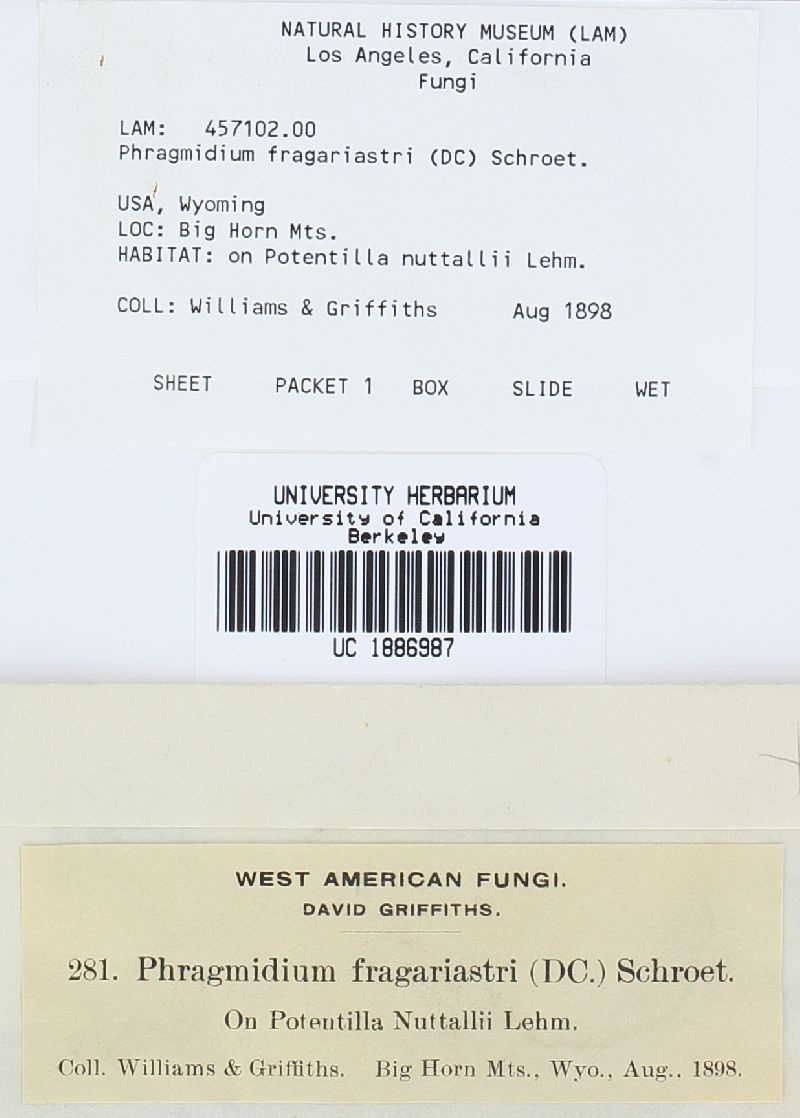 NATURAL HISTORY MUSEUM (LAM)
Los Angeles, California
Fungi
LAM: 457102.00
Phragmidium fragariastri (DC) Schroet.
USA, Wyoming
LOC: Big Horn Mts.
HABITAT: on Potentilla nuttallii Lehm.
COLL: Williams & Griffiths Aug 1898
SHEET PACKET 1 BOX SLIDE WET
UNIVERSITY HERBARIUM
University of California
Berkeley
UC 1886987
WEST AMERICAN FUNGI.
DAVID GRIFFITHS.
281. Phragmidium fragariastri (DC.) Schroet.
On Potentilla Nuttallii Lehm.
Coll. Williams & Griffiths. Big Horn Mts., Wyo., Aug., 1898.